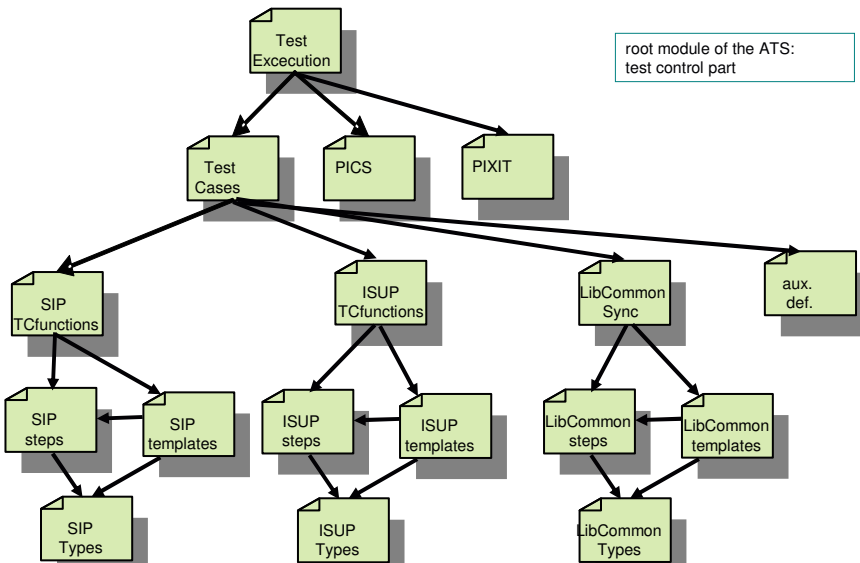 Test
Excecution
root module of the ATS:
test control part
Test
Cases
PICS
PIXIT
SIP
TCfunctions
ISUP
TCfunctions
LibCommon
Sync
aux.
def.
SIP
steps
SIP
templates
ISUP
steps
ISUP
templates
LibCommon
steps
LibCommon
templates
SIP
Types
ISUP
Types
LibCommon
Types